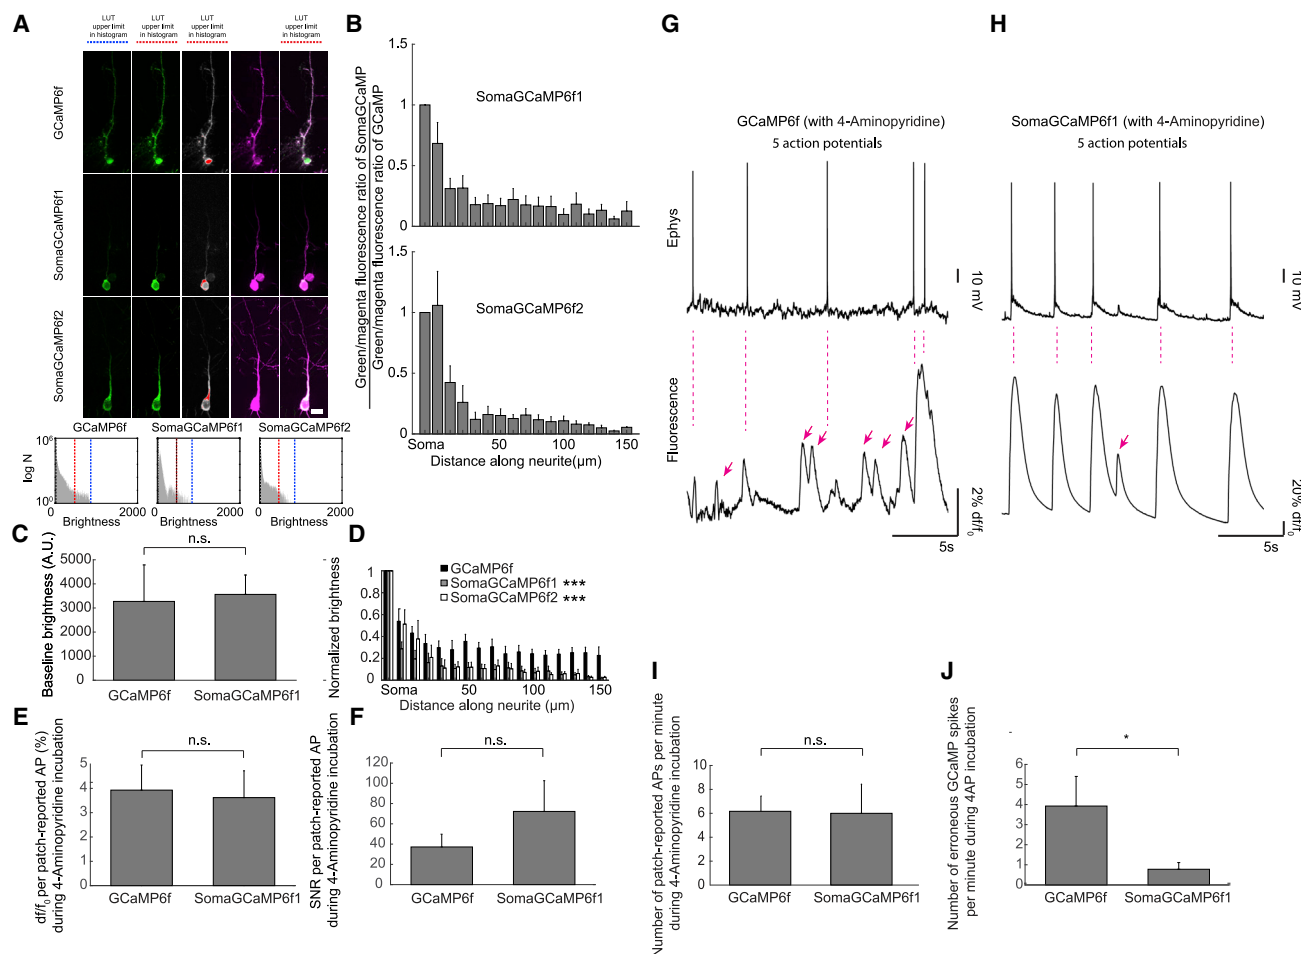 A
LUT
upper limit
in histogram
LUT
upper limit
in histogram
LUT
upper limit
in histogram
LUT
upper limit
in histogram
GCaMP6f
SomaGCaMP6f1
SomaGCaMP6f2
GCaMP6f
SomaGCaMP6f1
SomaGCaMP6f2
log N
10^6
10^0
0
2000
0
2000
0
2000
Brightness
Brightness
Brightness
B
Green/magenta fluorescence ratio of SomaGCaMP
Green/magenta fluorescence ratio of GCaMP
1.5
1
0.5
0
SomaGCaMP6f1
1.5
1
0.5
0
SomaGCaMP6f2
Soma
50
100
150
Distance along neurite(µm)
C
Baseline brightness (A.U.)
5000
4000
3000
2000
1000
0
n.s.
GCaMP6f
SomaGCaMP6f1
D
Normalized brightness
1
0.8
0.6
0.4
0.2
0
GCaMP6f
SomaGCaMP6f1 ***
SomaGCaMP6f2 ***
Soma
50
100
150
Distance along neurite (µm)
E
df/f0 per patch-reported AP (%)
during 4-Aminopyridine incubation
5
4
3
2
1
0
n.s.
GCaMP6f
SomaGCaMP6f1
F
SNR per patch-reported AP
during 4-Aminopyridine incubation
120
100
80
60
40
20
0
n.s.
GCaMP6f
SomaGCaMP6f1
G
GCaMP6f (with 4-Aminopyridine)
5 action potentials
Ephys
10 mV
Fluorescence
2% df/f0
5s
H
SomaGCaMP6f1 (with 4-Aminopyridine)
5 action potentials
10 mV
20% df/f0
5s
I
Number of patch-reported APs per minute
during 4-Aminopyridine incubation
10
8
6
4
2
0
n.s.
GCaMP6f
SomaGCaMP6f1
J
Number of erroneous GCaMP spikes
per minute during 4AP incubation
6
5
4
3
2
1
0
*
GCaMP6f
SomaGCaMP6f1